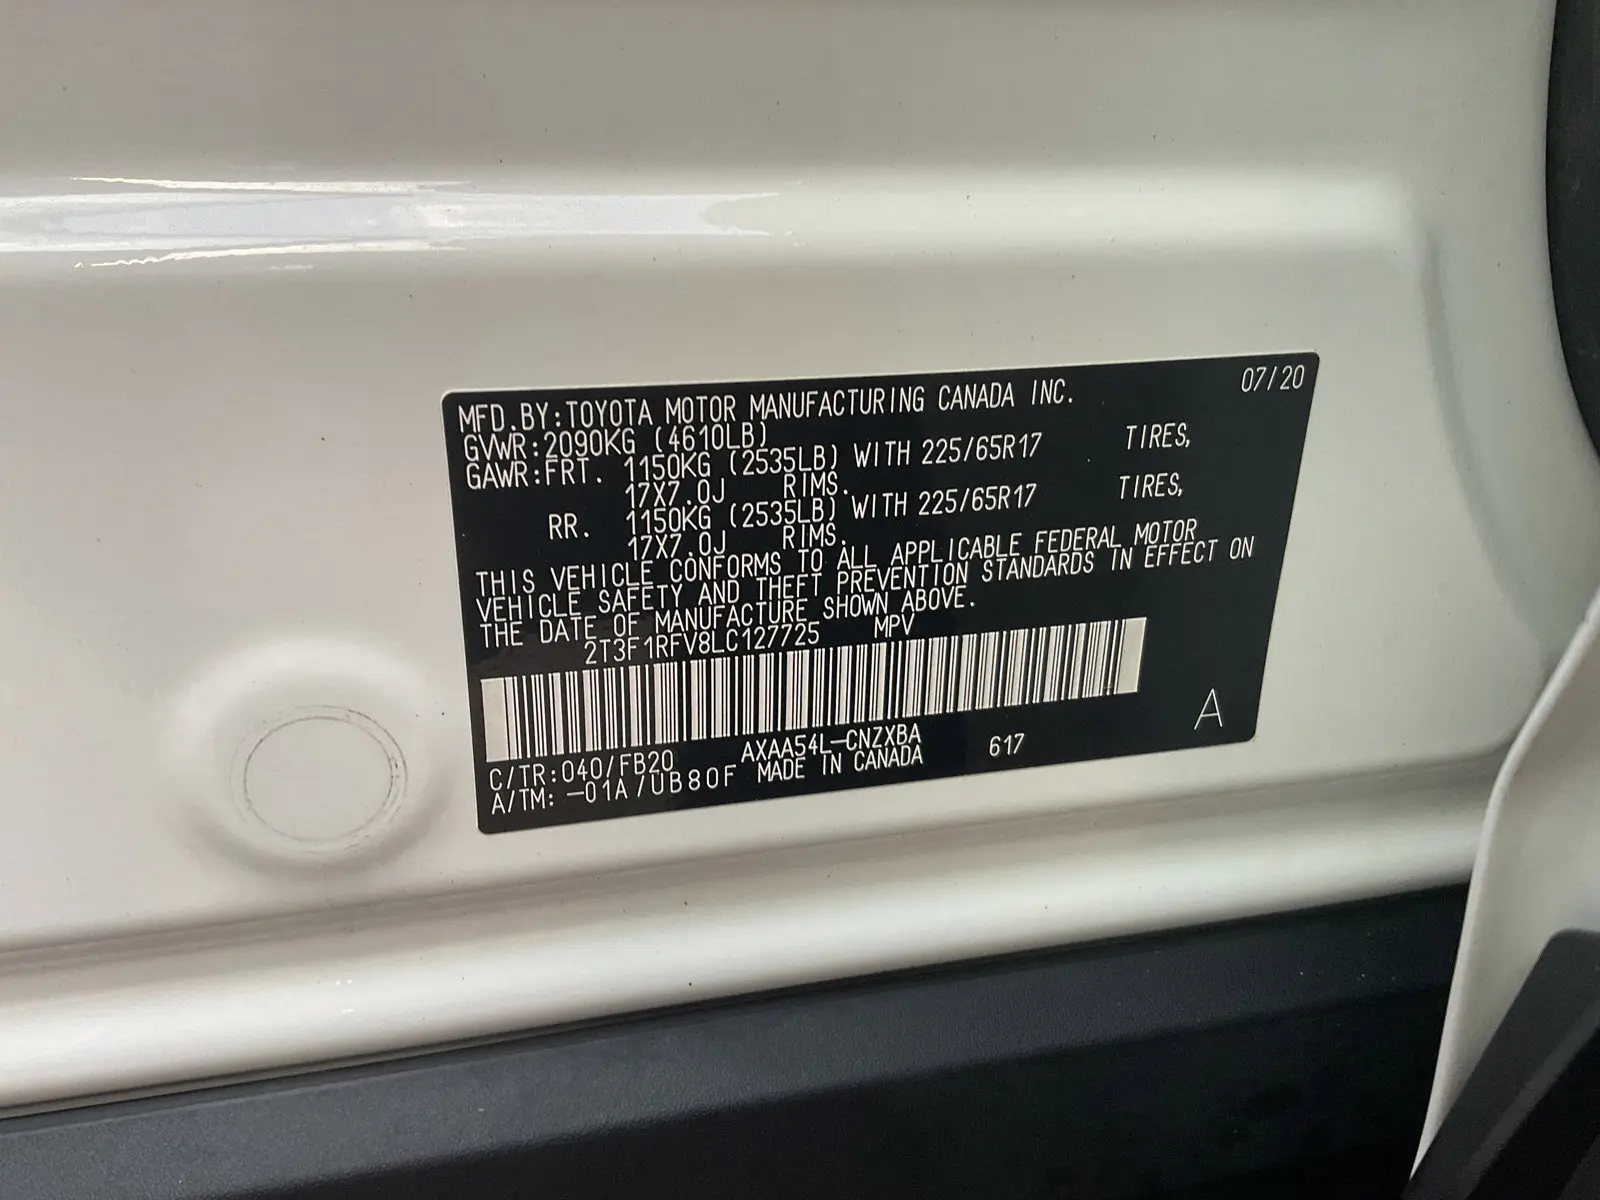 07/20
MFD.BY:TOYOTA MOTOR MANUFACTURING CANADA INC.
GVWR:2090KG (4610LB)
GAWR:FRT. 1150KG (2535LB) WITH 225/65R17 TIRES,
17X7.0J RIMS.
RR. 1150KG (2535LB) WITH 225/65R17 TIRES,
17X7.0J RIMS.
THIS VEHICLE CONFORMS TO ALL APPLICABLE FEDERAL MOTOR
VEHICLE SAFETY AND THEFT PREVENTION STANDARDS IN EFFECT ON
THE DATE OF MANUFACTURE SHOWN ABOVE.
2T3F1RFV8LC127725 MPV
C/TR:040/FB20 AXAA54L-CNZXBA 617 A
A/TM: -01A/UB80F MADE IN CANADA